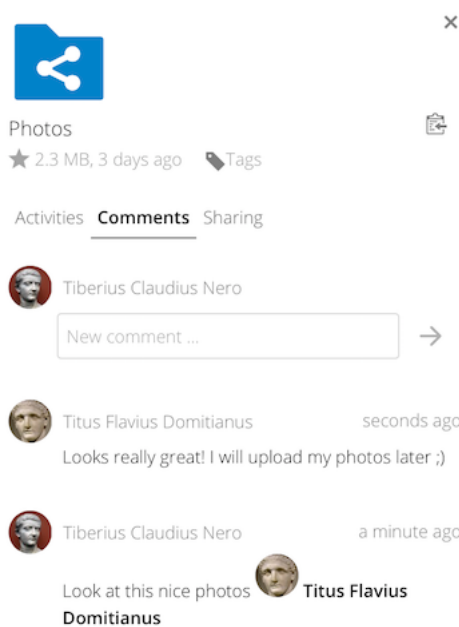 Photos
2.3 MB, 3 days ago Tags
Activities Comments Sharing
Tiberius Claudius Nero
New comment ...
Titus Flavius Domitianus seconds ago
Looks really great! I will upload my photos later ;)
Tiberius Claudius Nero a minute ago
Look at this nice photos Titus Flavius
Domitianus